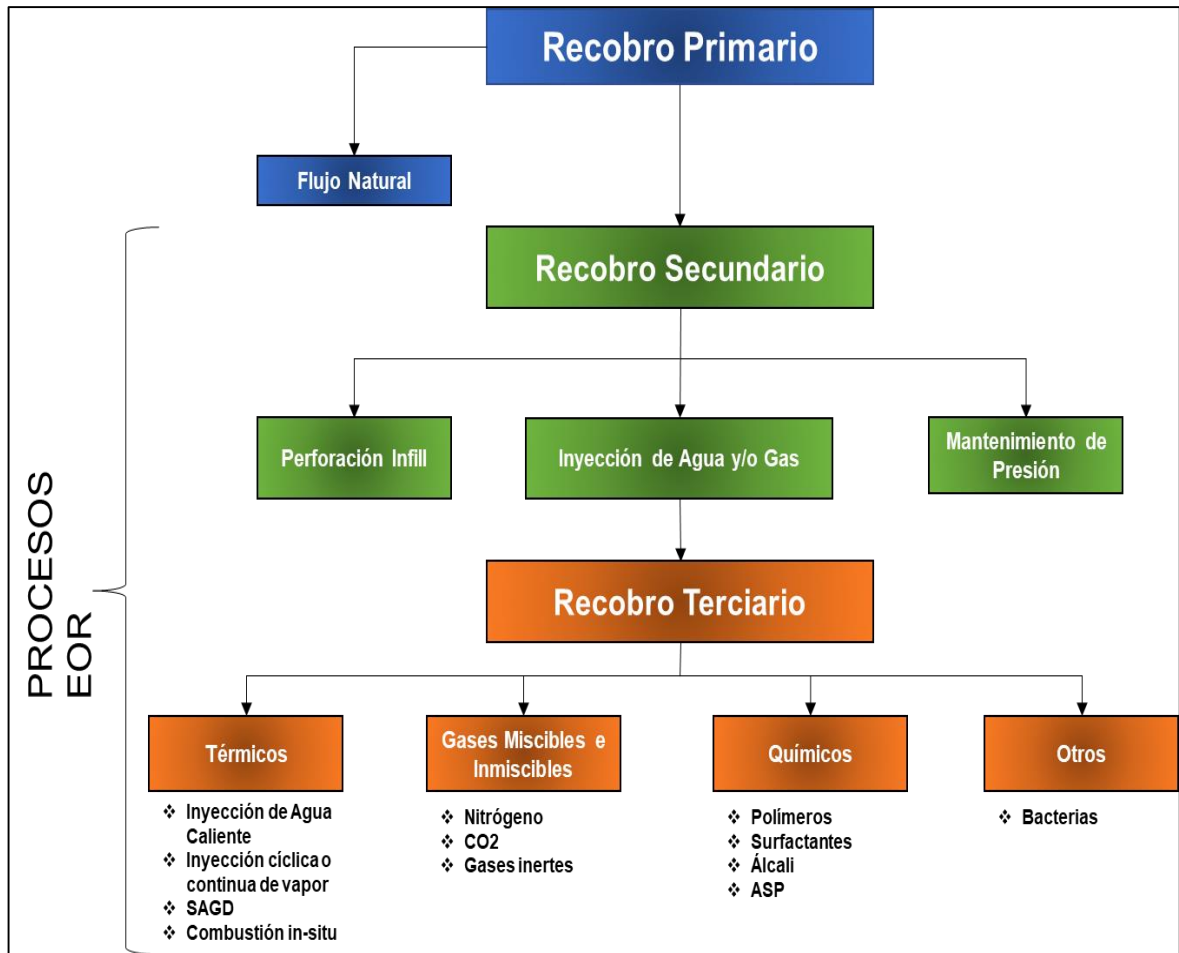 Recobro Primario
Flujo Natural
Recobro Secundario
Perforación Infill
Inyección de Agua y/o Gas
Mantenimiento de
Presión
PROCESOS
EOR
Recobro Terciario
Térmicos
❖ Inyección de Agua
Caliente
❖ Inyección cíclica o
continua de vapor
❖ SAGD
❖ Combustión in-situ
Gases Miscibles e
Inmiscibles
❖ Nitrógeno
❖ CO2
❖ Gases inertes
Químicos
❖ Polímeros
❖ Surfactantes
❖ Álcali
❖ ASP
Otros
❖ Bacterias